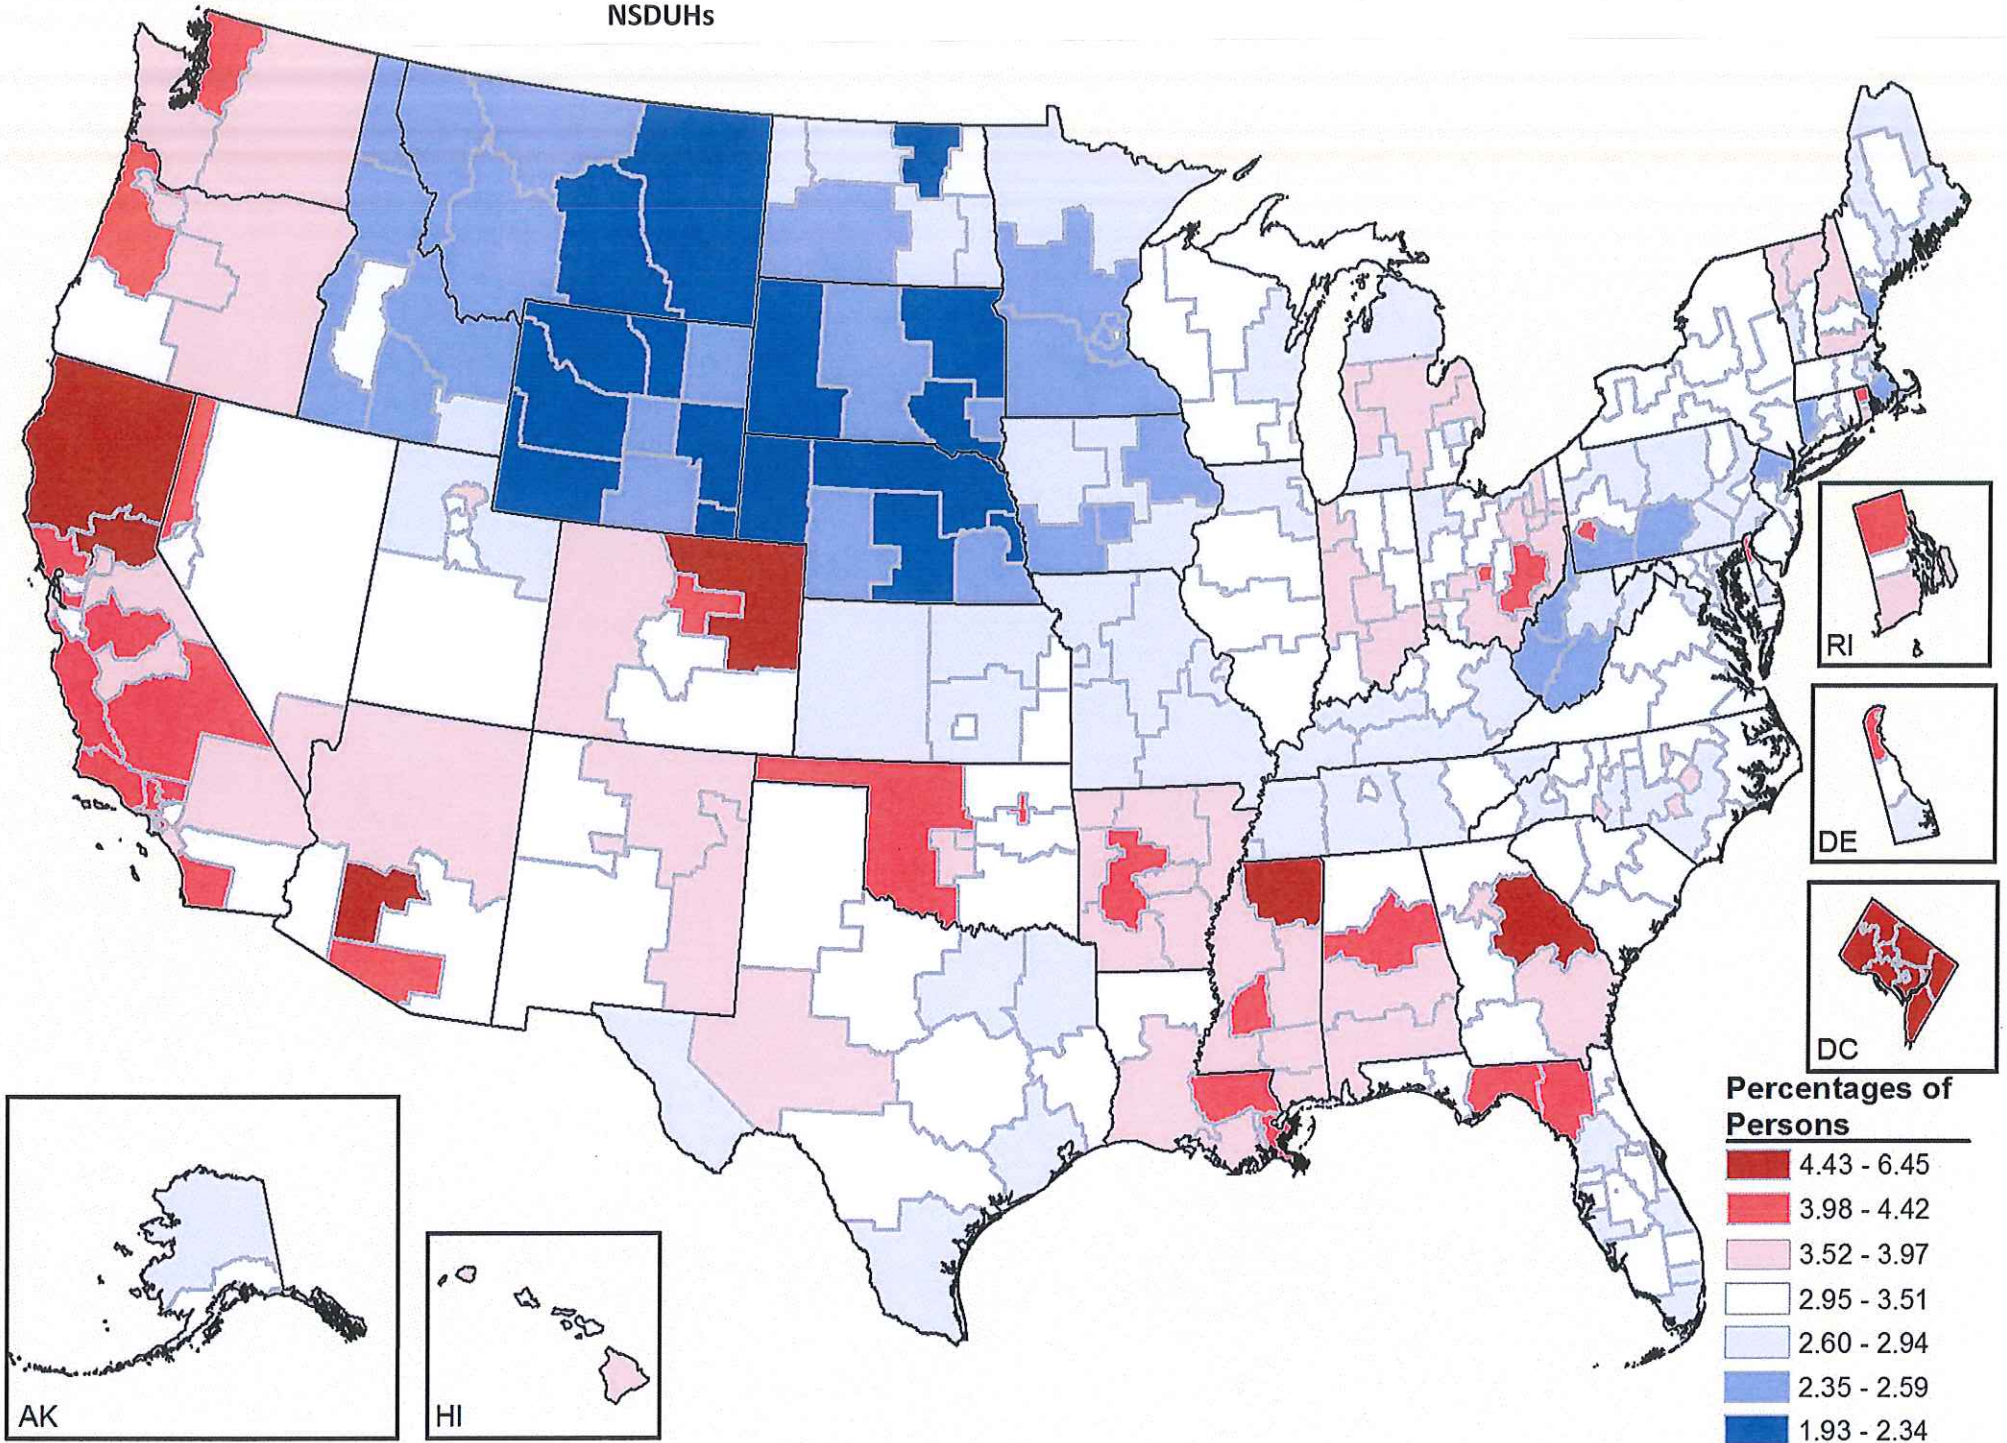 NSDUHs
RI
DE
DC
Percentages of
Persons
4.43 - 6.45
3.98 - 4.42
3.52 - 3.97
2.95 - 3.51
2.60 - 2.94
2.35 - 2.59
1.93 - 2.34
AK
HI